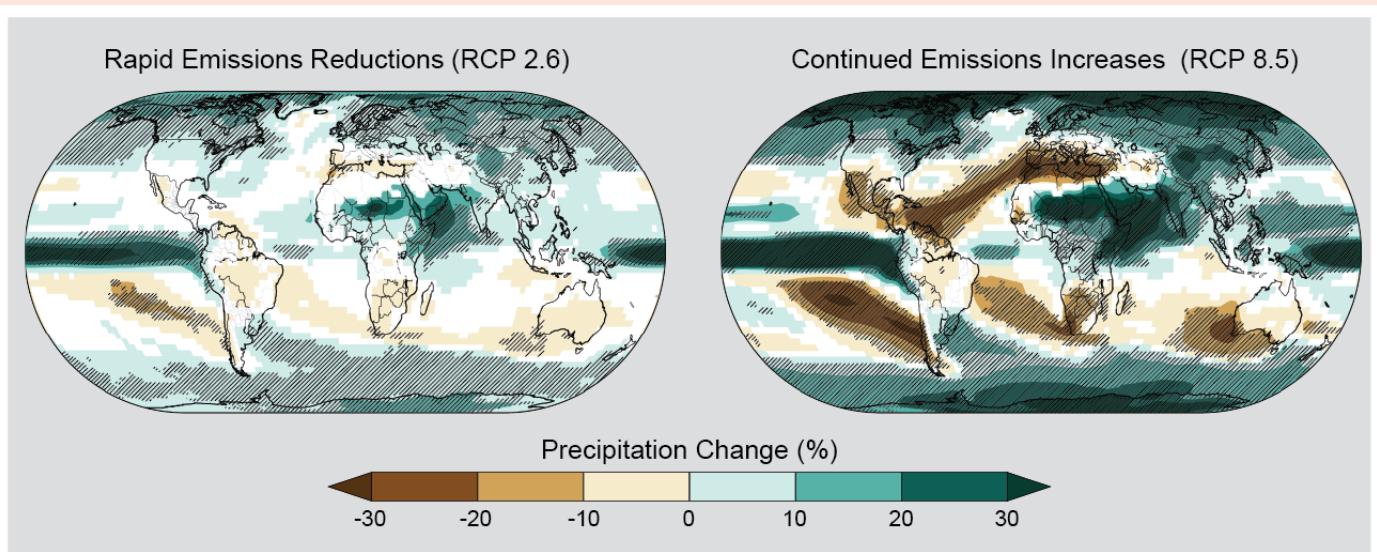 Rapid Emissions Reductions (RCP 2.6)
Continued Emissions Increases (RCP 8.5)
Precipitation Change (%)
-30 -20 -10 0 10 20 30